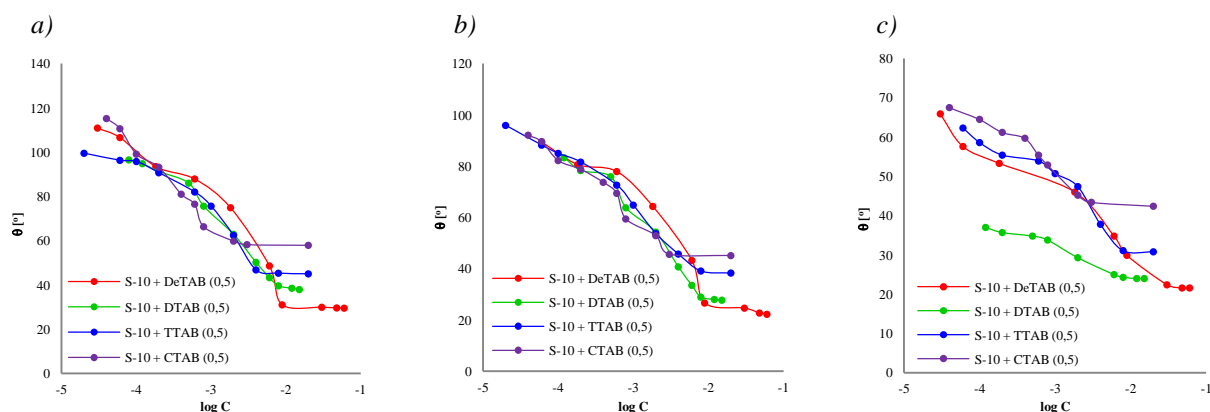 a)
140
120
100
80
60
40
20
0
θ [º]
S-10 + DeTAB (0,5)
S-10 + DTAB (0,5)
S-10 + TTAB (0,5)
S-10 + CTAB (0,5)
-5 -4 -3 -2 -1
log C
b)
120
100
80
60
40
20
0
θ [º]
S-10 + DeTAB (0,5)
S-10 + DTAB (0,5)
S-10 + TTAB (0,5)
S-10 + CTAB (0,5)
-5 -4 -3 -2 -1
log C
c)
80
70
60
50
40
30
20
10
0
θ [º]
S-10 + DeTAB (0,5)
S-10 + DTAB (0,5)
S-10 + TTAB (0,5)
S-10 + CTAB (0,5)
-5 -4 -3 -2 -1
log C